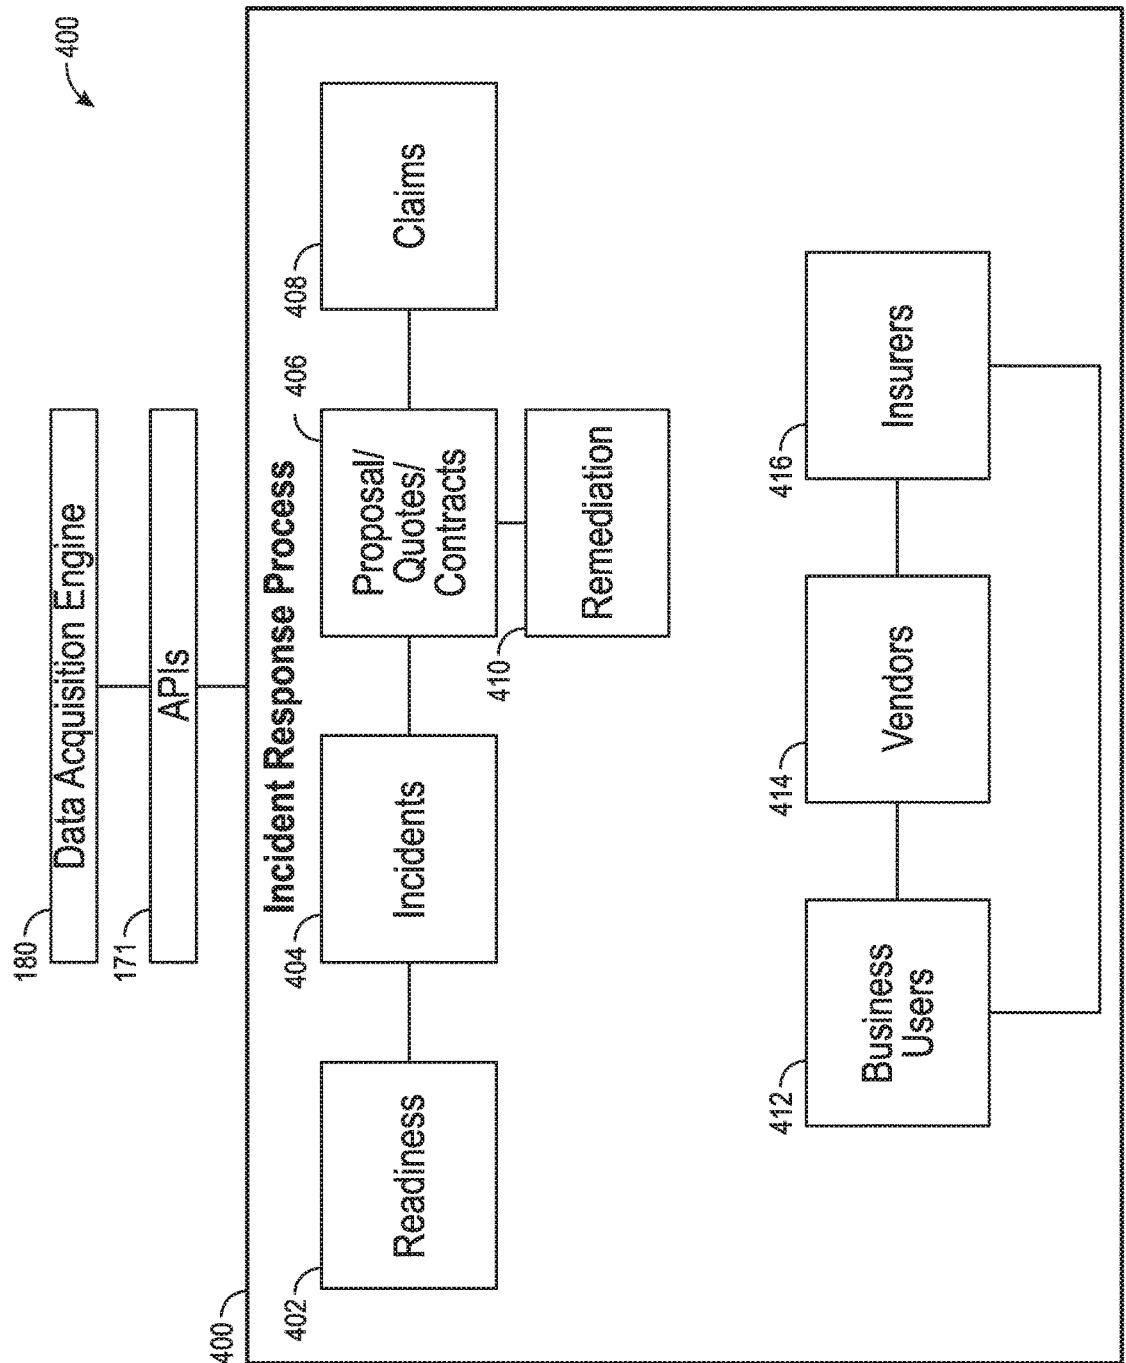 400
180
Data Acquisition Engine
171
APIs
400
Incident Response Process
402
Readiness
404
Incidents
406
Proposal/
Quotes/
Contracts
408
Claims
410
Remediation
412
Business
Users
414
Vendors
416
Insurers